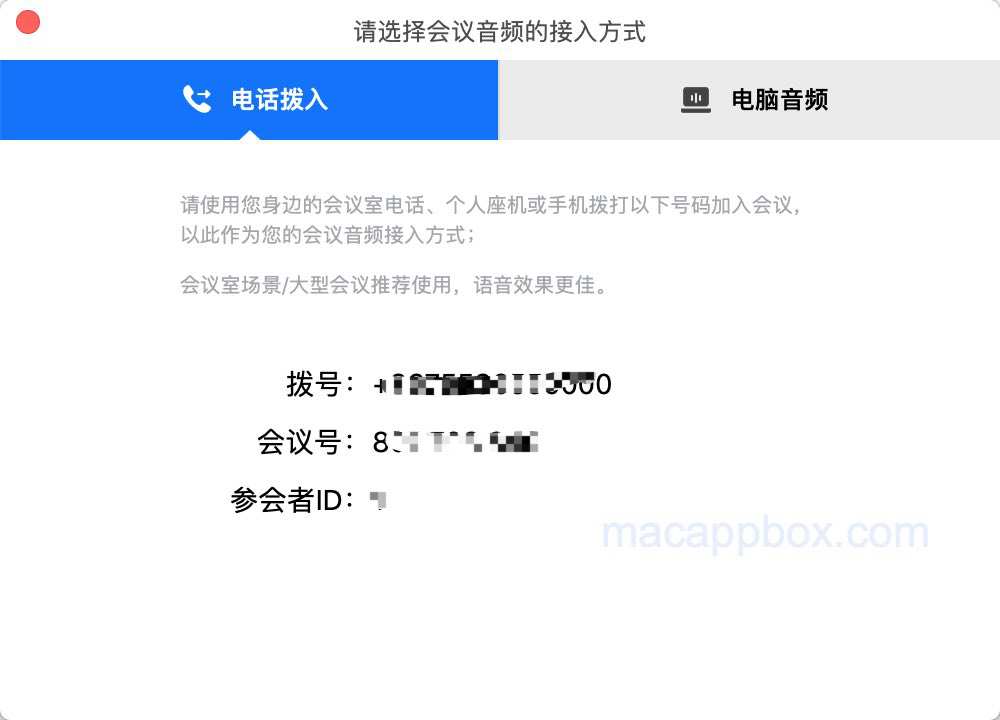 请选择会议音频的接入方式
电话拨入
电脑音频
请使用您身边的会议室电话、个人座机或手机拨打以下号码加入会议,
以此作为您的会议音频接入方式；
会议室场景/大型会议推荐使用，语音效果更佳。
拨号：
会议号：
参会者ID：
macappbox.com